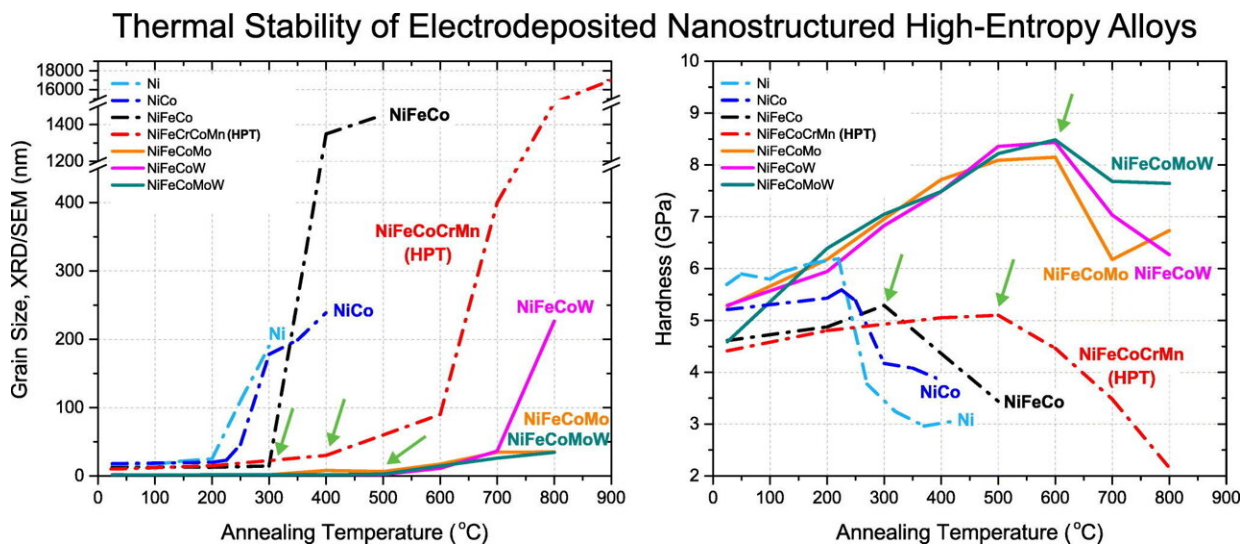 Thermal Stability of Electrodeposited Nanostructured High-Entropy Alloys
18000
16000
1400
1200
400
300
200
100
0
Grain Size, XRD/SEM (nm)
Ni
NiCo
NiFeCo
NiFeCrCoMn (HPT)
NiFeCoMo
NiFeCoW
NiFeCoMoW
NiFeCo
NiFeCoCrMn
(HPT)
NiCo
Ni
NiFeCoW
NiFeCoMo
NiFeCoMoW
0 100 200 300 400 500 600 700 800 900
Annealing Temperature (°C)
10
9
8
7
6
5
4
3
2
Hardness (GPa)
Ni
NiCo
NiFeCo
NiFeCoCrMn (HPT)
NiFeCoMo
NiFeCoW
NiFeCoMoW
NiFeCoMoW
NiFeCoMo NiFeCoW
NiFeCoCrMn
(HPT)
NiCo
NiFeCo
Ni
0 100 200 300 400 500 600 700 800 900
Annealing Temperature (°C)